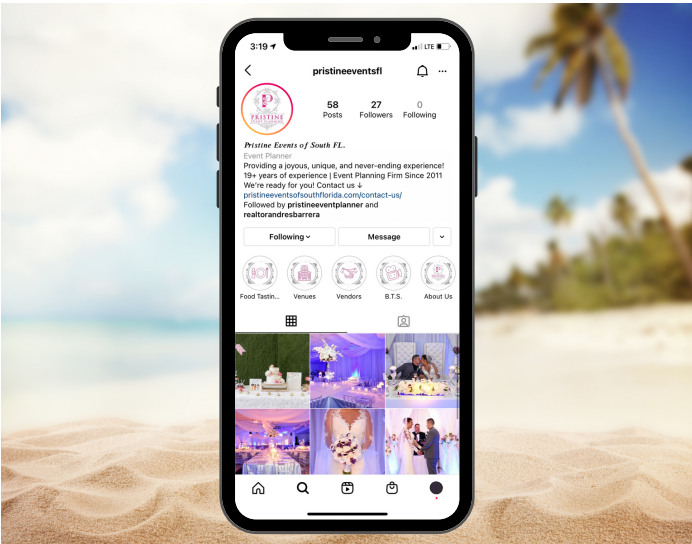 3:19
LTE
pristineeventsfl
58
27
0
Posts
Followers
Following
PRISTINE
EVENT PLANNING
Pristine Events of South FL.
Event Planner
Providing a joyous, unique, and never-ending experience!
19+ years of experience | Event Planning Firm Since 2011
We're ready for you! Contact us ↓
pristineeventsofsouthflorida.com/contact-us/
Followed by pristineeventplanner and
realtorandresbarrera
Following
Message
Food Tastin...
Venues
Vendors
B.T.S.
About Us